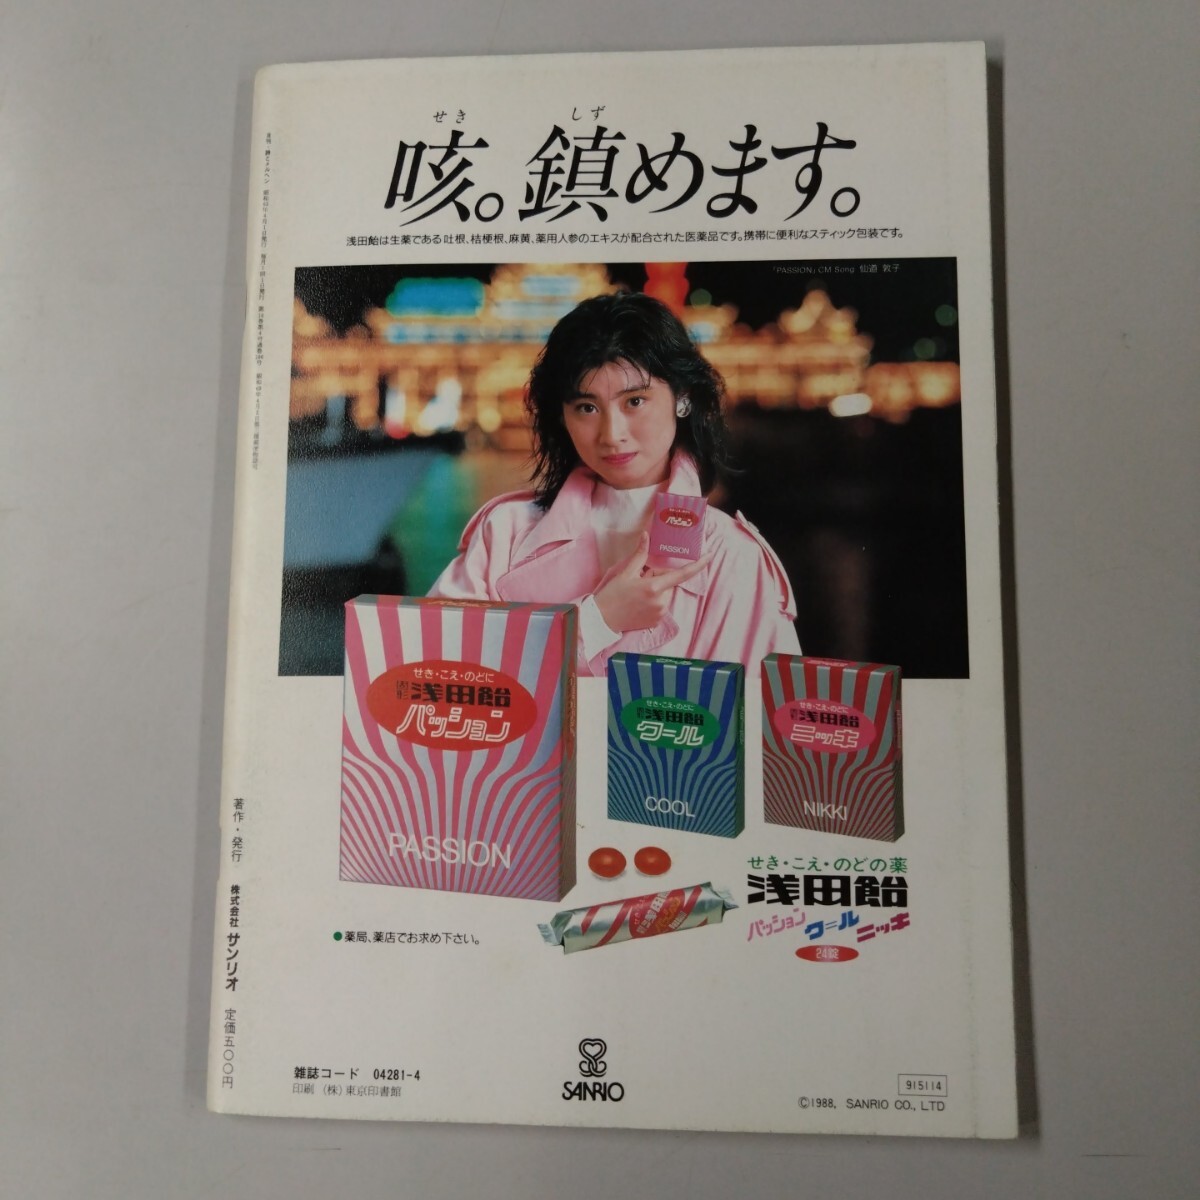 せき しず
咳。鎮めます。
浅田飴は生薬である吐根、桔梗根、麻黄、薬用人参のエキスが配合された医薬品です。携帯に便利なスティック包装です。
「PASSION」CM Song 仙道 敦子
パッション
PASSION
せき・こえ・のどに
固形 浅田飴
パッション
PASSION
せき・こえ・のどに
固形 浅田飴
クール
COOL
せき・こえ・のどに
固形 浅田飴
ニッキ
NIKKI
せき・こえ・のどの薬
浅田飴
パッション クール ニッキ
24錠
●薬局、薬店でお求め下さい。
著作・発行 株式会社 サンリオ 定価五〇〇円
雑誌コード 04281-4
印刷 (株)東京印書館
SANRIO
915114
©1988, SANRIO CO., LTD